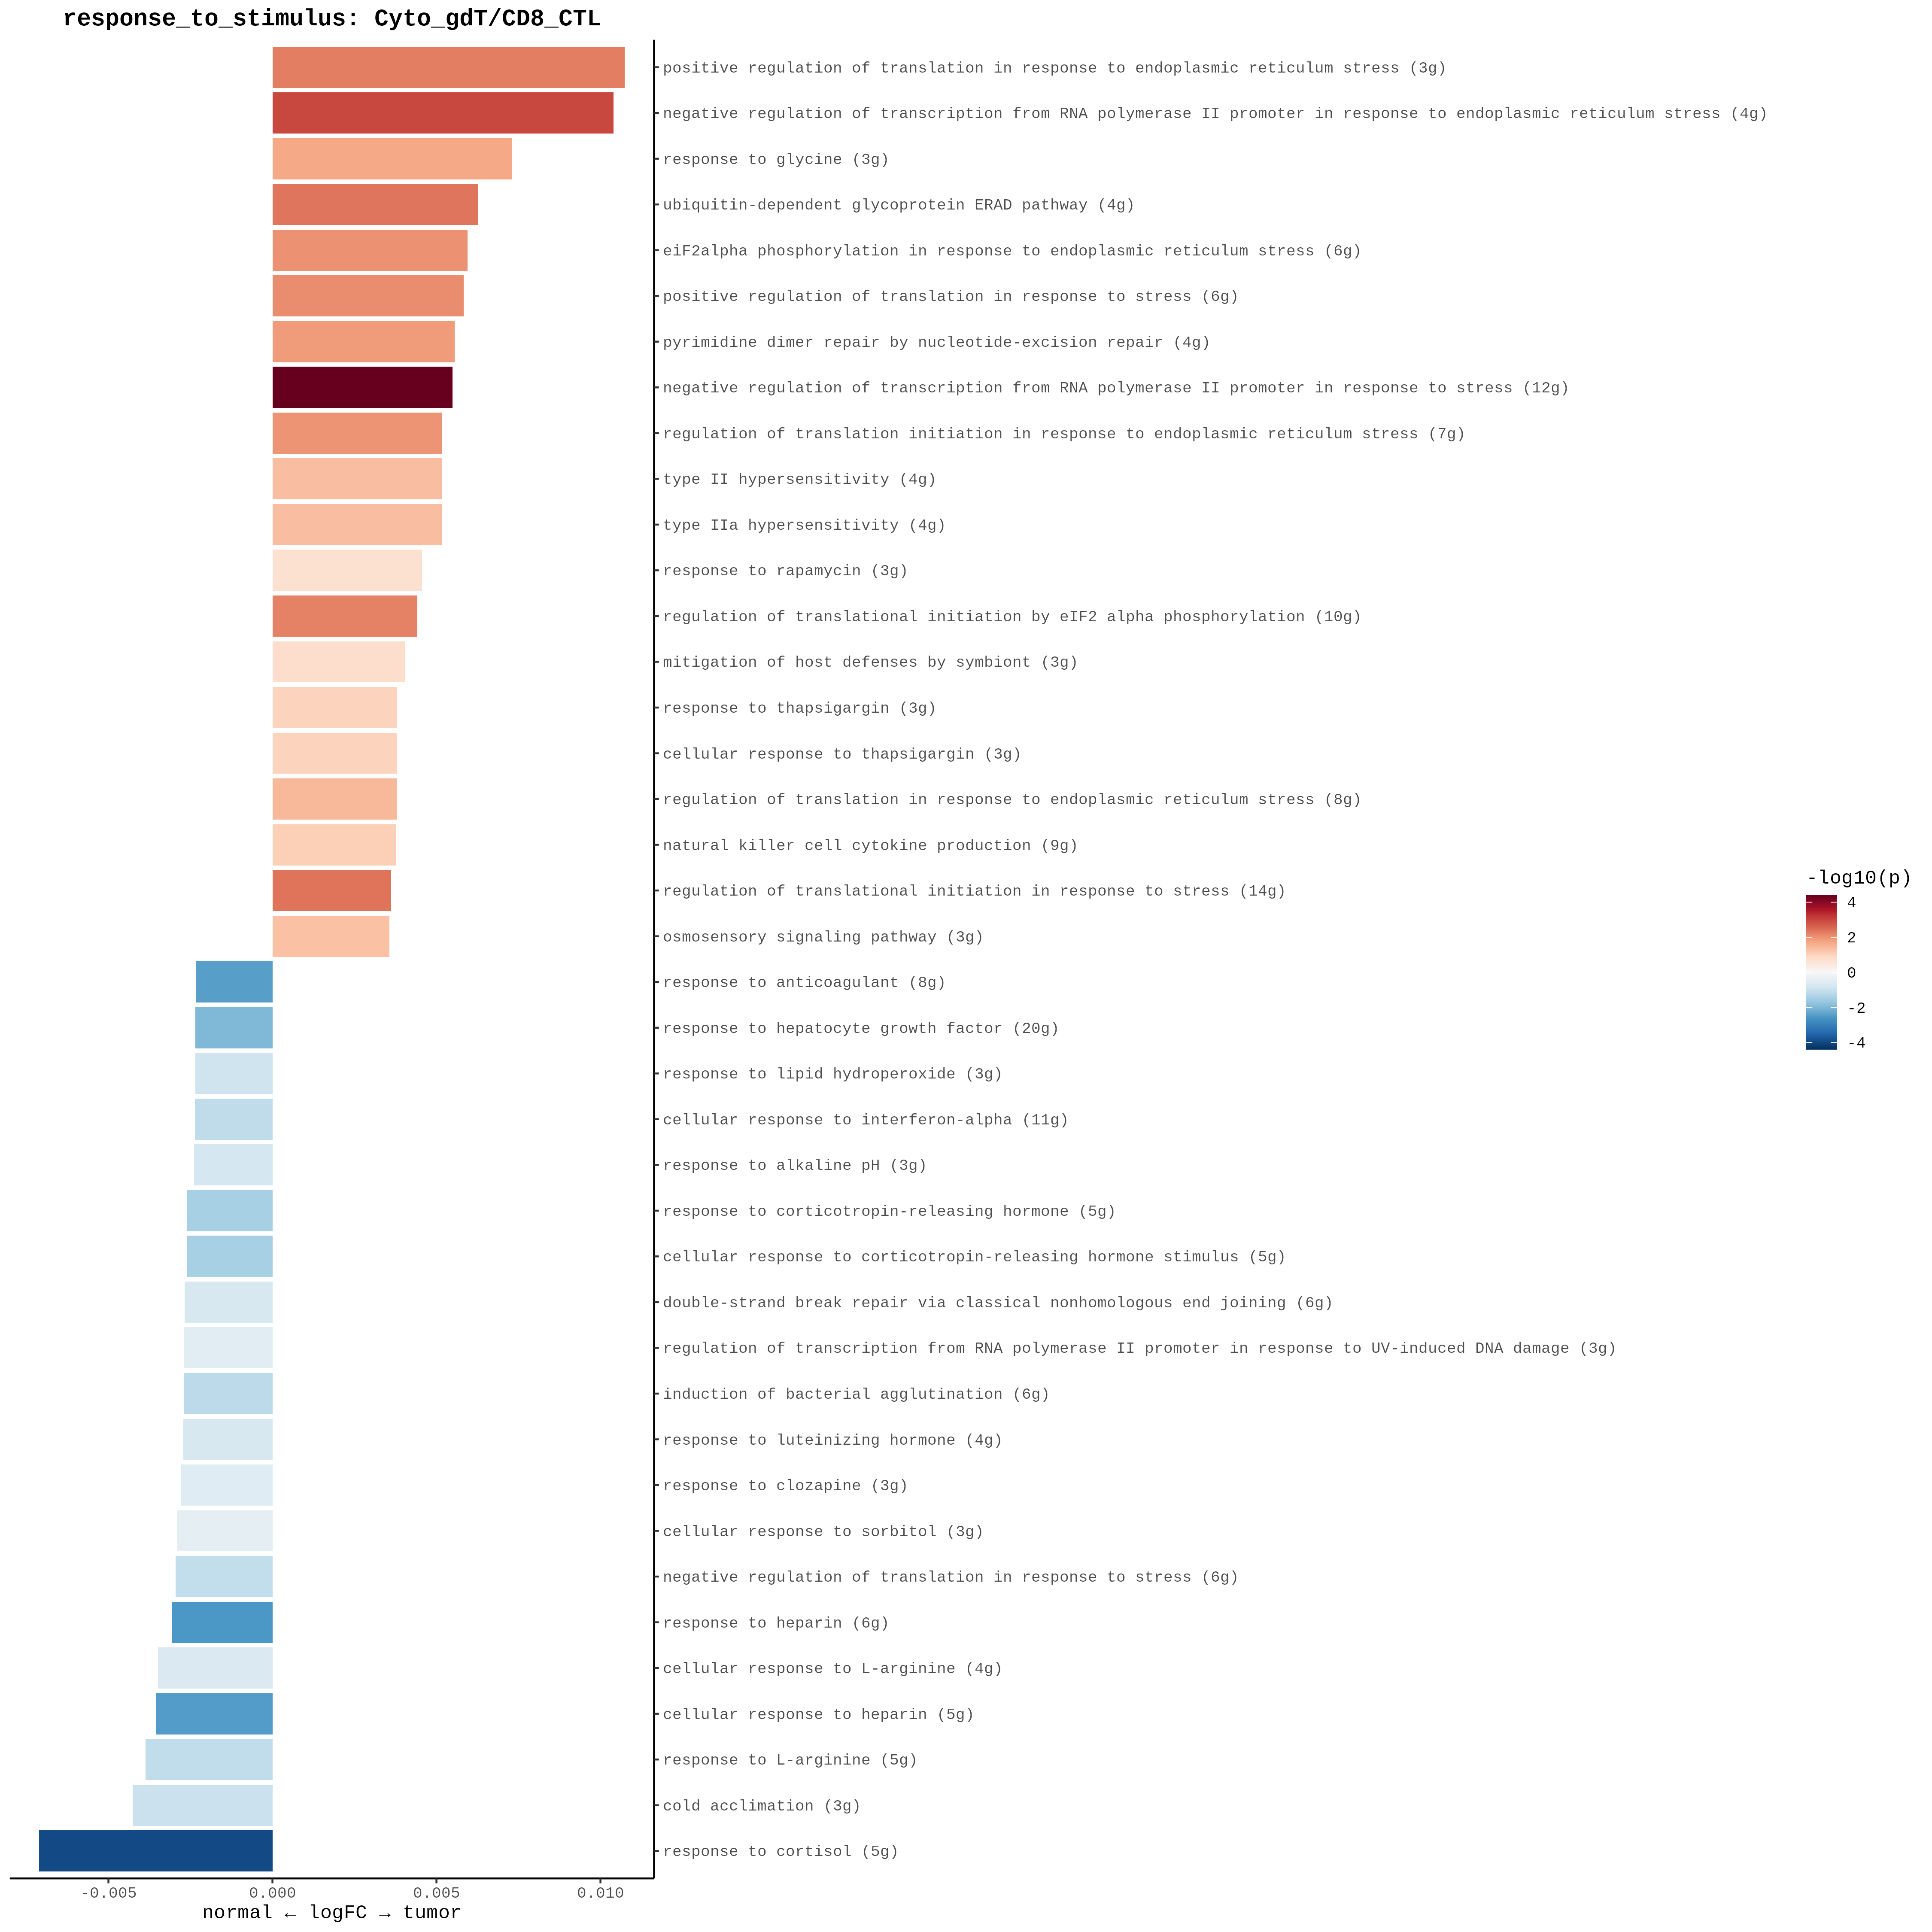 response_to_stimulus: Cyto_gdT/CD8_CTL
positive regulation of translation in response to endoplasmic reticulum stress (3g)
negative regulation of transcription from RNA polymerase II promoter in response to endoplasmic reticulum stress (4g)
response to glycine (3g)
ubiquitin-dependent glycoprotein ERAD pathway (4g)
eiF2alpha phosphorylation in response to endoplasmic reticulum stress (6g)
positive regulation of translation in response to stress (6g)
pyrimidine dimer repair by nucleotide-excision repair (4g)
negative regulation of transcription from RNA polymerase II promoter in response to stress (12g)
regulation of translation initiation in response to endoplasmic reticulum stress (7g)
type II hypersensitivity (4g)
type IIa hypersensitivity (4g)
response to rapamycin (3g)
regulation of translational initiation by eIF2 alpha phosphorylation (10g)
mitigation of host defenses by symbiont (3g)
response to thapsigargin (3g)
cellular response to thapsigargin (3g)
regulation of translation in response to endoplasmic reticulum stress (8g)
natural killer cell cytokine production (9g)
regulation of translational initiation in response to stress (14g)
osmosensory signaling pathway (3g)
response to anticoagulant (8g)
response to hepatocyte growth factor (20g)
response to lipid hydroperoxide (3g)
cellular response to interferon-alpha (11g)
response to alkaline pH (3g)
response to corticotropin-releasing hormone (5g)
cellular response to corticotropin-releasing hormone stimulus (5g)
double-strand break repair via classical nonhomologous end joining (6g)
regulation of transcription from RNA polymerase II promoter in response to UV-induced DNA damage (3g)
induction of bacterial agglutination (6g)
response to luteinizing hormone (4g)
response to clozapine (3g)
cellular response to sorbitol (3g)
negative regulation of translation in response to stress (6g)
response to heparin (6g)
cellular response to L-arginine (4g)
cellular response to heparin (5g)
response to L-arginine (5g)
cold acclimation (3g)
response to cortisol (5g)
-0.005 0.000 0.005 0.010
normal ← logFC → tumor
-log10(p)
4
2
0
-2
-4